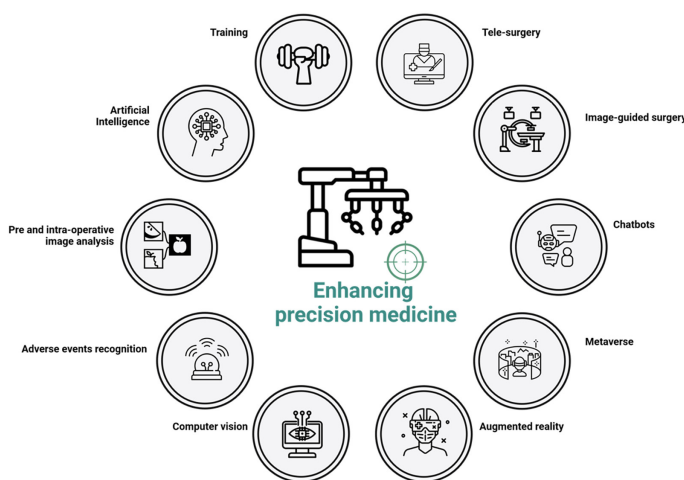 Training
Tele-surgery
Artificial
Intelligence
Image-guided surgery
Pre and intra-operative
image analysis
Chatbots
Enhancing
precision medicine
Adverse events recognition
Metaverse
Computer vision
Augmented reality